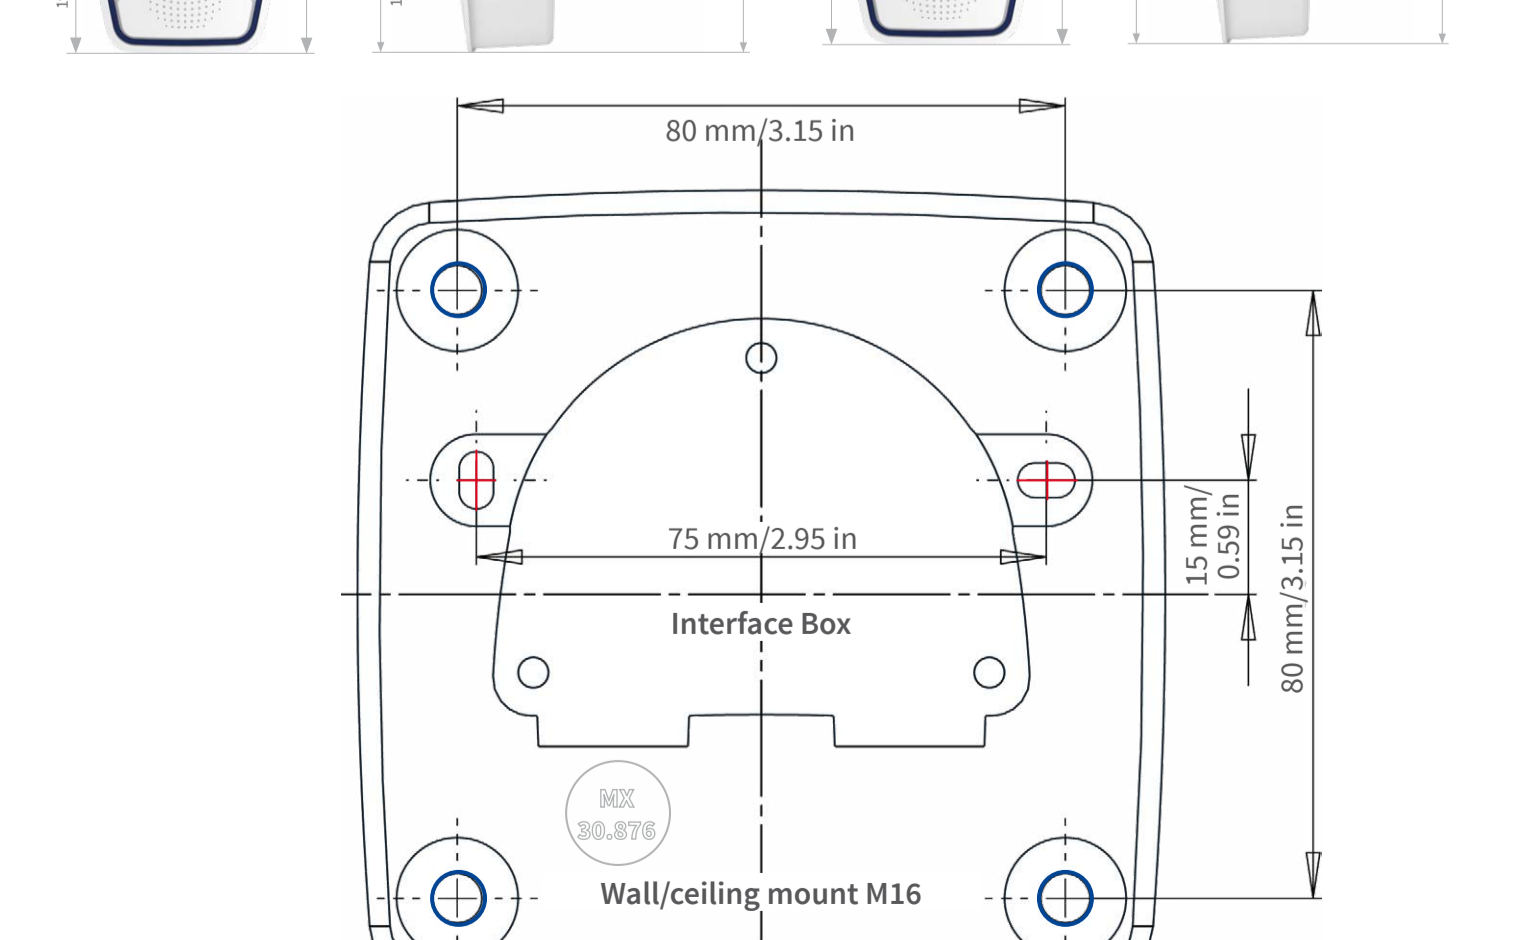 80 mm/3.15 in
75 mm/2.95 in
15 mm/
0.59 in
80 mm/3.15 in
Interface Box
MX
30.876
Wall/ceiling mount M16